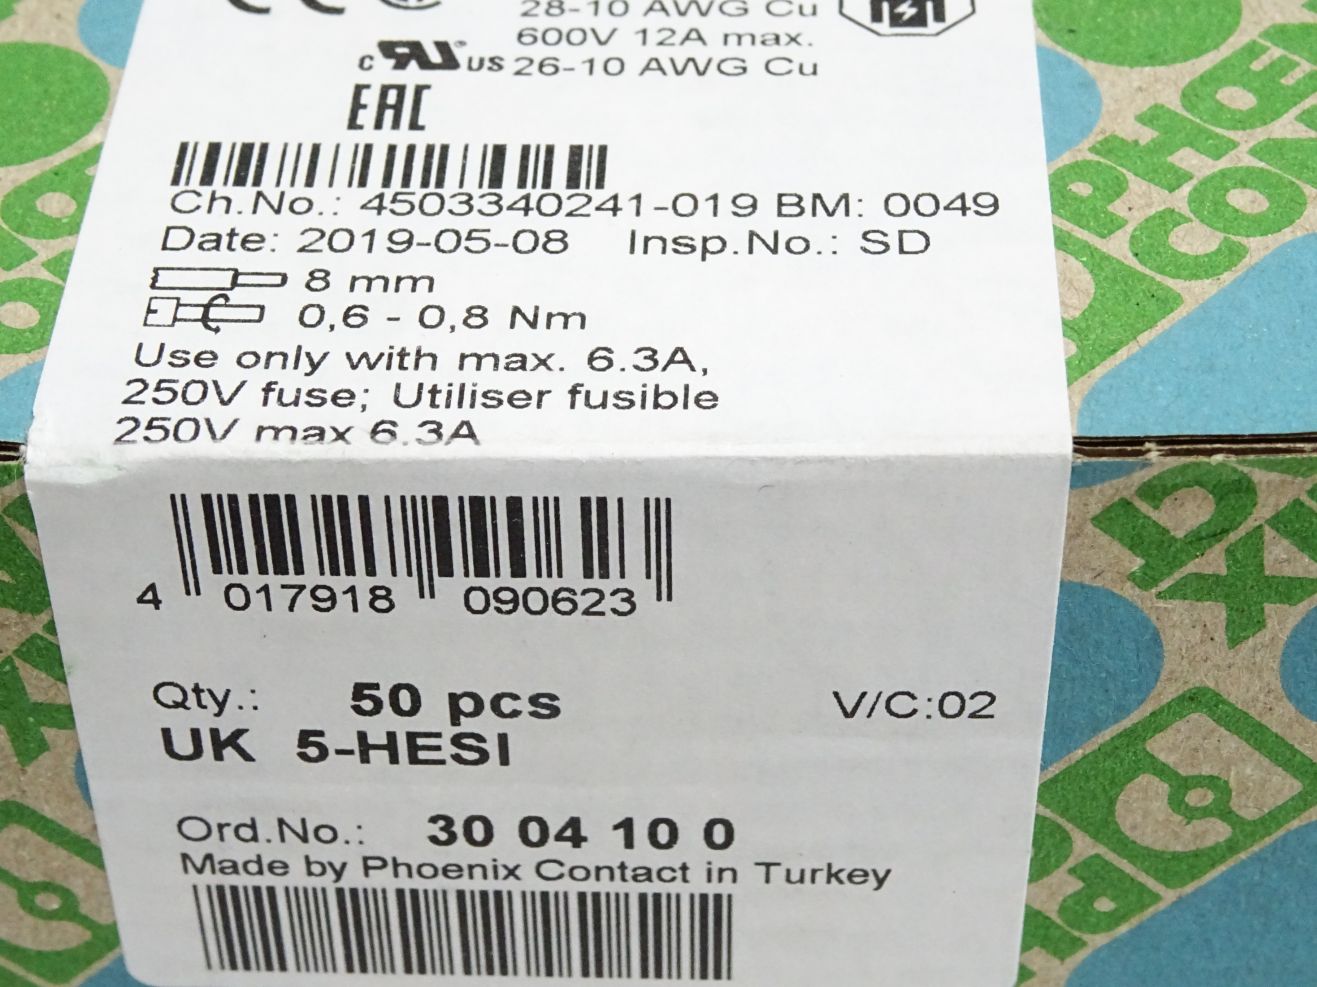 28-10 AWG Cu
600V 12A max.
c RU US 26-10 AWG Cu
EAC
Ch.No.: 4503340241-019 BM: 0049
Date: 2019-05-08 Insp.No.: SD
8 mm
0,6 - 0,8 Nm
Use only with max. 6.3A,
250V fuse; Utiliser fusible
250V max 6.3A
4 017918 090623
Qty.: 50 pcs V/C:02
UK 5-HESI
Ord.No.: 30 04 10 0
Made by Phoenix Contact in Turkey